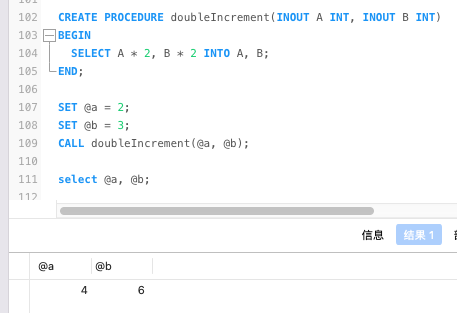 102 CREATE PROCEDURE doubleIncrement(INOUT A INT, INOUT B INT)
103 BEGIN
104 SELECT A * 2, B * 2 INTO A, B;
105 END;
106
107 SET @a = 2;
108 SET @b = 3;
109 CALL doubleIncrement(@a, @b);
110
111 select @a, @b;
112
信息 结果 1
@a @b
4 6